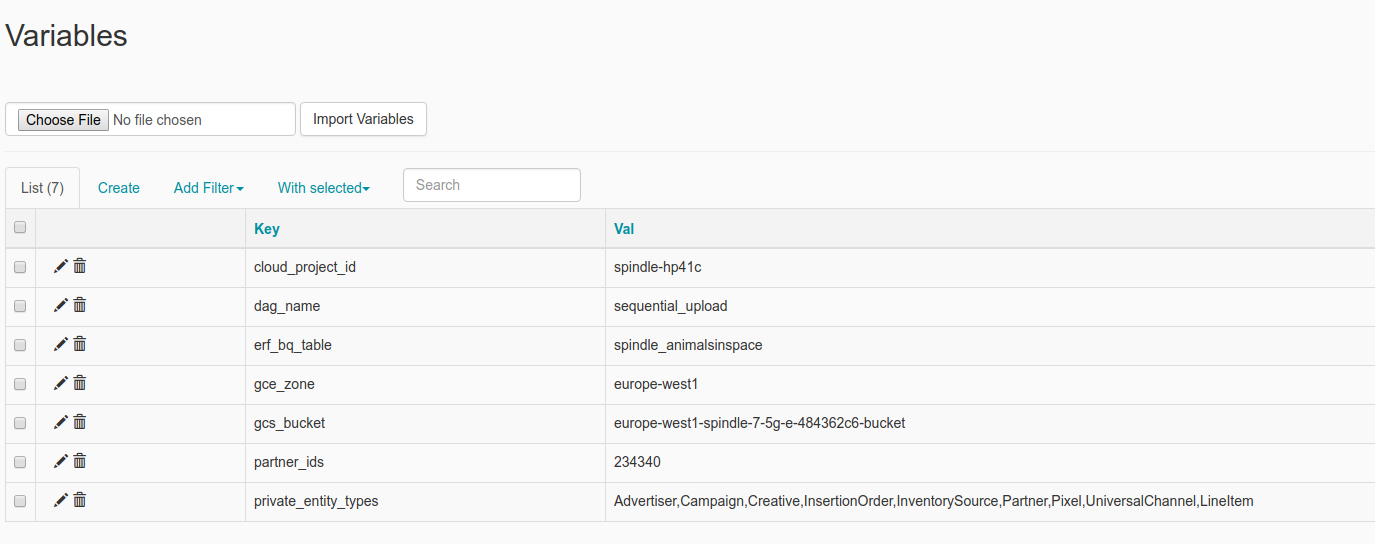 Variables
Choose File No file chosen Import Variables
List (7) Create Add Filter With selected Search
Key Val
cloud_project_id spindle-hp41c
dag_name sequential_upload
erf_bq_table spindle_animalsinspace
gce_zone europe-west1
gcs_bucket europe-west1-spindle-7-5g-e-484362c6-bucket
partner_ids 234340
private_entity_types Advertiser,Campaign,Creative,InsertionOrder,InventorySource,Partner,Pixel,UniversalChannel,LineItem